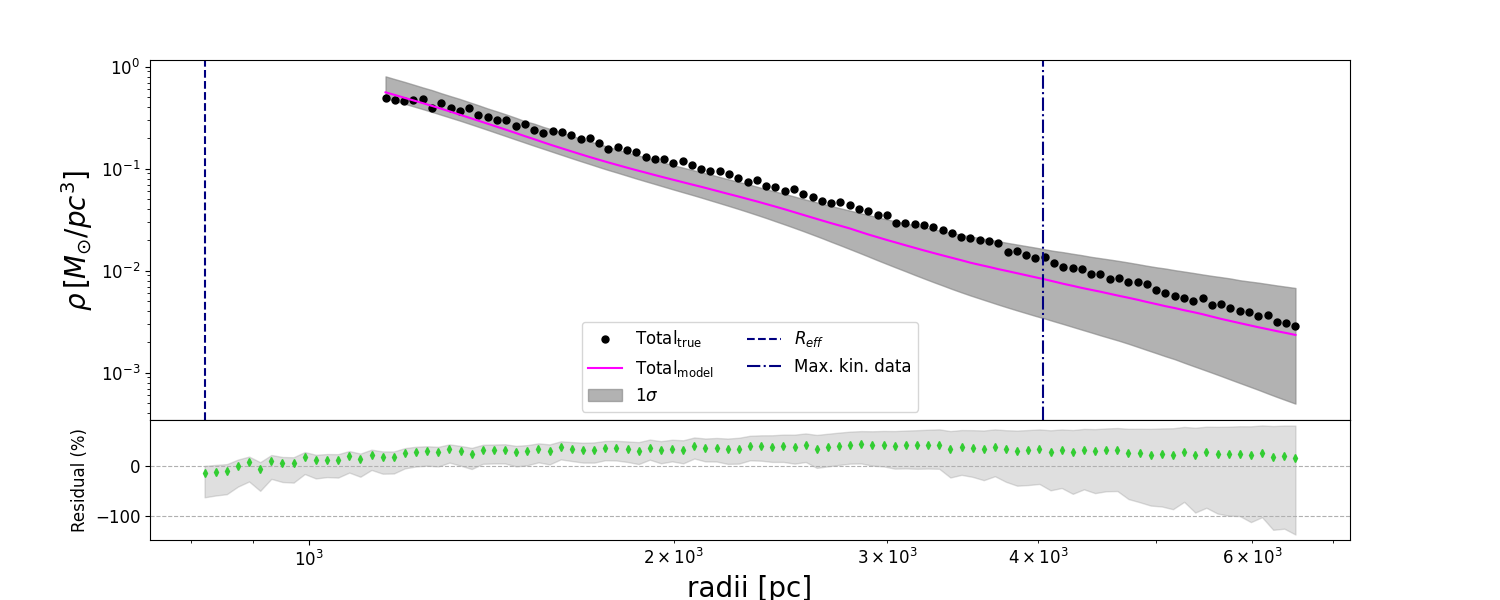 10^0
10^-1
10^-2
10^-3
ρ [M_⊙/pc^3]
Total_true
Total_model
1σ
R_eff
Max. kin. data
0
−100
Residual (%)
10^3
2 × 10^3
3 × 10^3
4 × 10^3
6 × 10^3
radii [pc]